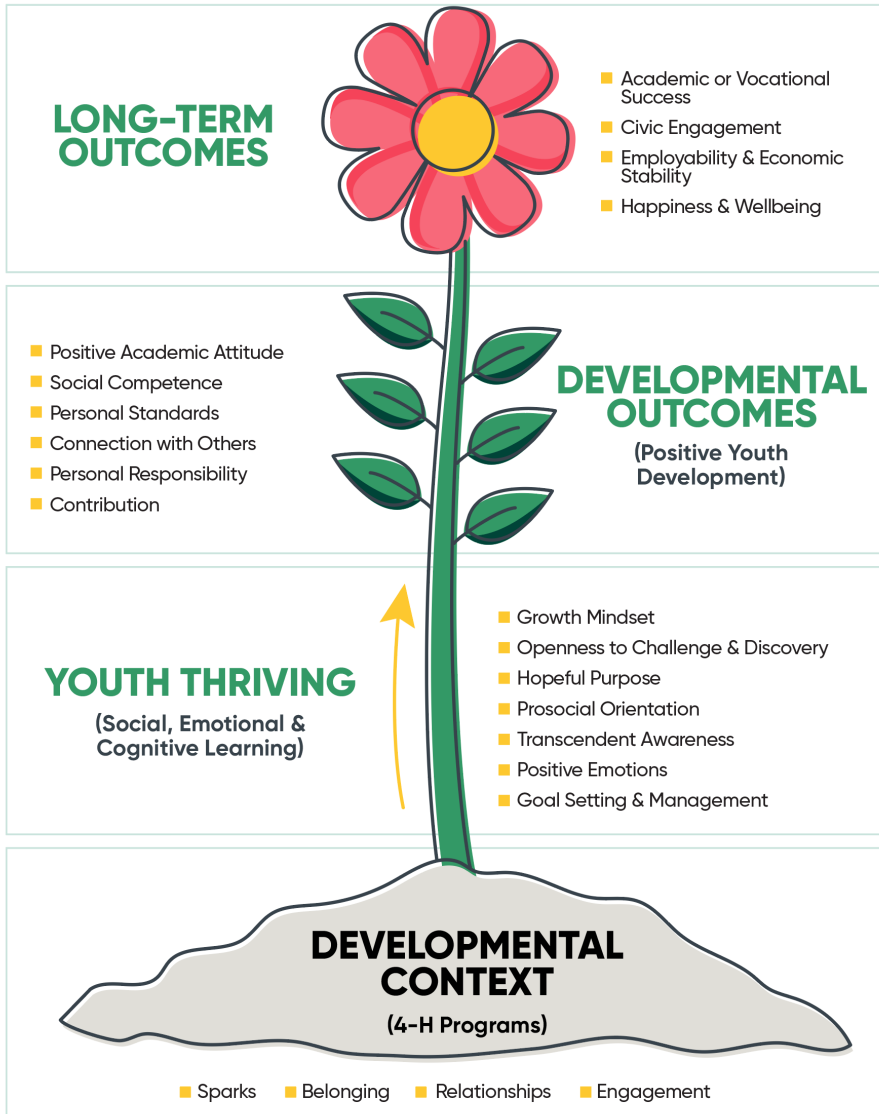 LONG-TERM
OUTCOMES
Academic or Vocational
Success
Civic Engagement
Employability & Economic
Stability
Happiness & Wellbeing
Positive Academic Attitude
Social Competence
Personal Standards
Connection with Others
Personal Responsibility
Contribution
DEVELOPMENTAL
OUTCOMES
(Positive Youth
Development)
YOUTH THRIVING
(Social, Emotional &
Cognitive Learning)
Growth Mindset
Openness to Challenge & Discovery
Hopeful Purpose
Prosocial Orientation
Transcendent Awareness
Positive Emotions
Goal Setting & Management
DEVELOPMENTAL
CONTEXT
(4-H Programs)
Sparks Belonging Relationships Engagement